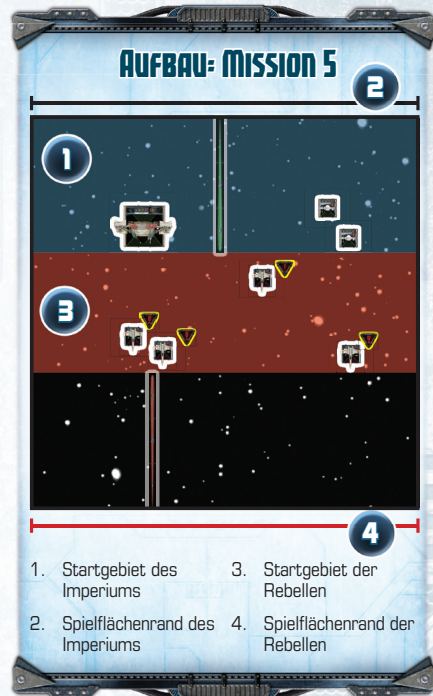 Aufbau: Mission 5
2
1
3
4
1. Startgebiet des
Imperiums
2. Spielflächenrand des
Imperiums
3. Startgebiet der
Rebellen
4. Spielflächenrand der
Rebellen